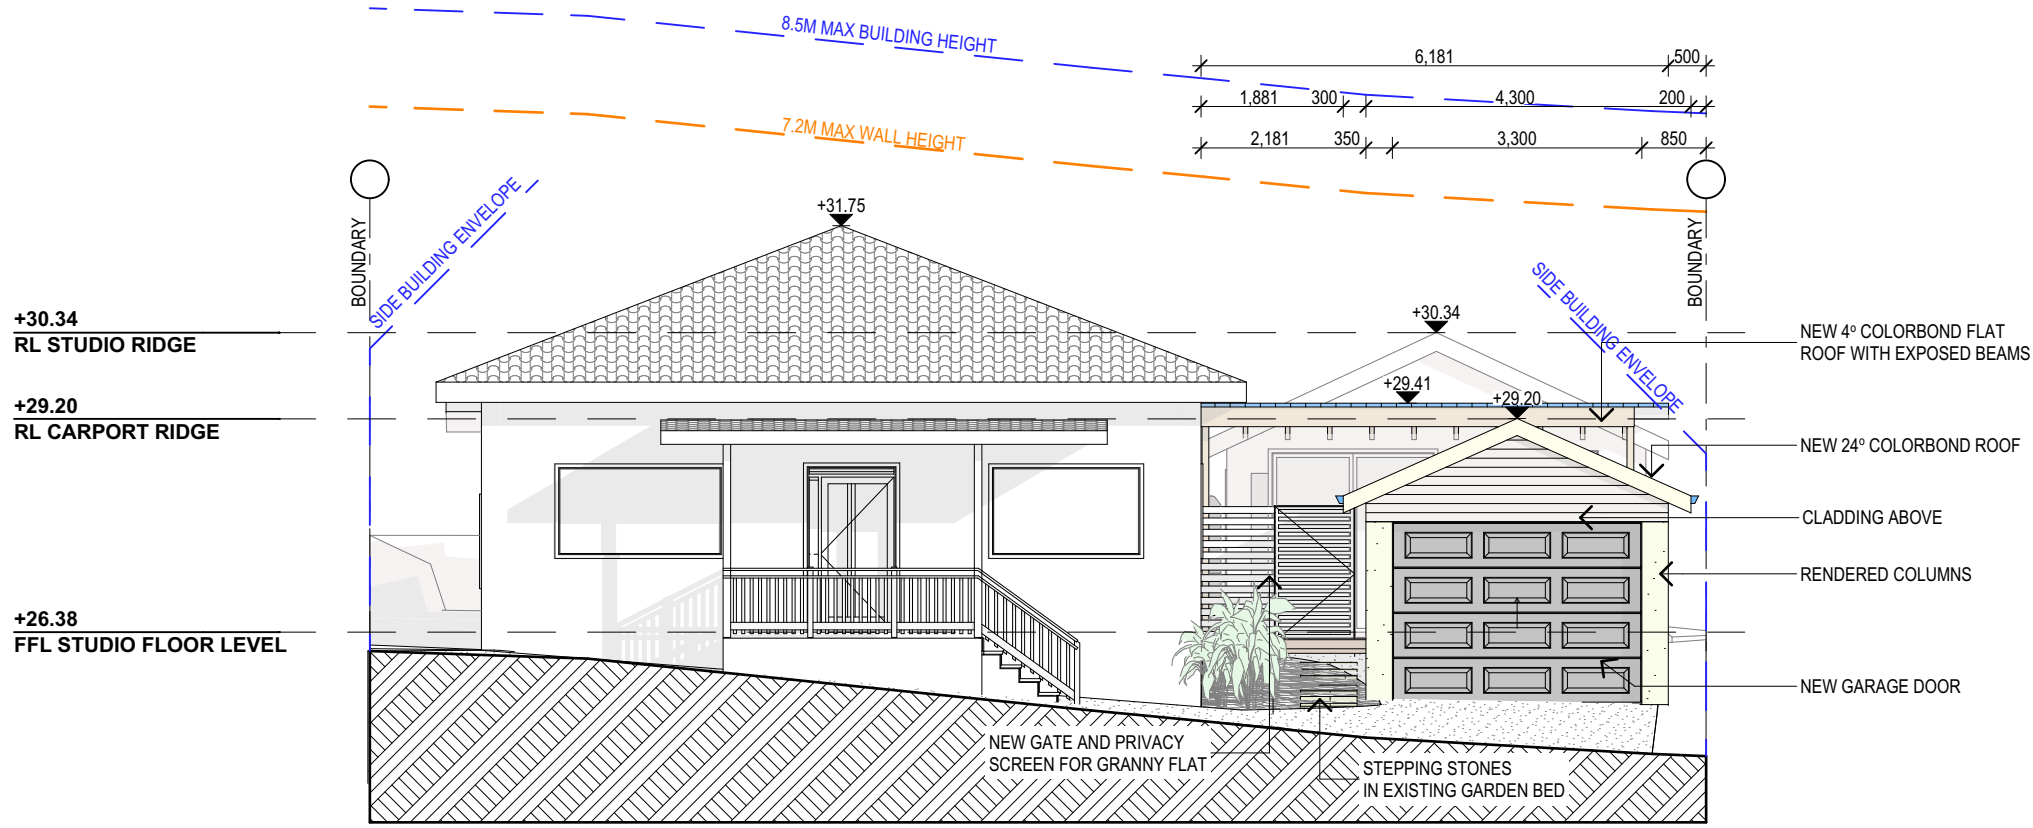 8.5M MAX BUILDING HEIGHT
6,181 500
1,881 300 4,300 200
7.2M MAX WALL HEIGHT
2,181 350 3,300 850
SIDE BUILDING ENVELOPE
BOUNDARY
+31.75
BOUNDARY
SIDE BUILDING ENVELOPE
+30.34
RL STUDIO RIDGE
+30.34
NEW 4º COLORBOND FLAT
ROOF WITH EXPOSED BEAMS
+29.41
+29.20
+29.20
RL CARPORT RIDGE
NEW 24º COLORBOND ROOF
CLADDING ABOVE
RENDERED COLUMNS
+26.38
FFL STUDIO FLOOR LEVEL
NEW GARAGE DOOR
NEW GATE AND PRIVACY
SCREEN FOR GRANNY FLAT
STEPPING STONES
IN EXISTING GARDEN BED